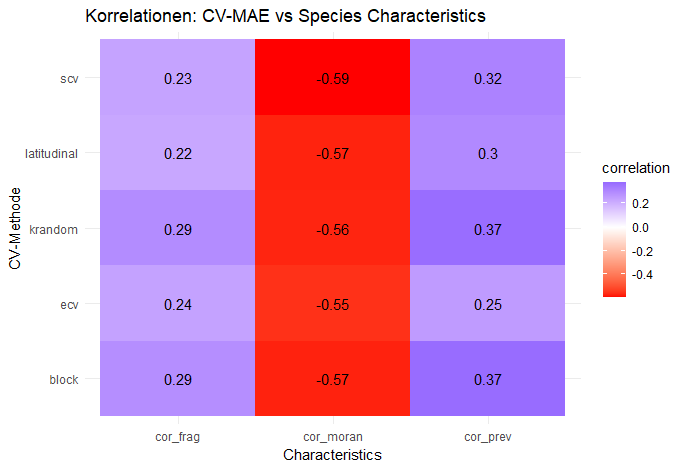 Korrelationen: CV-MAE vs Species Characteristics
scv 0.23 -0.59 0.32
latitudinal 0.22 -0.57 0.3
krandom 0.29 -0.56 0.37
ecv 0.24 -0.55 0.25
block 0.29 -0.57 0.37
cor_frag cor_moran cor_prev
Characteristics
CV-Methode
correlation
0.2
0.0
-0.2
-0.4